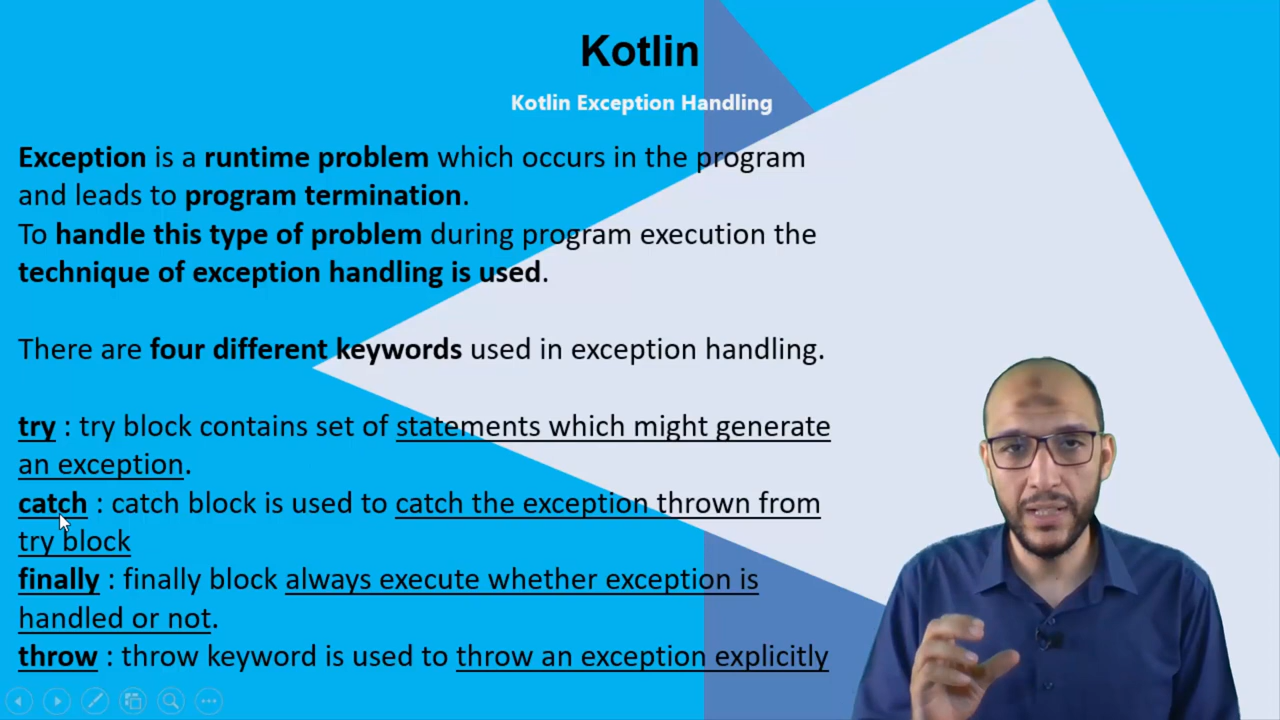 Kotlin
Kotlin Exception Handling
Exception is a runtime problem which occurs in the program
and leads to program termination.
To handle this type of problem during program execution the
technique of exception handling is used.
There are four different keywords used in exception handling.
try : try block contains set of statements which might generate
an exception.
catch : catch block is used to catch the exception thrown from
try block
finally : finally block always execute whether exception is
handled or not.
throw : throw keyword is used to throw an exception explicitly